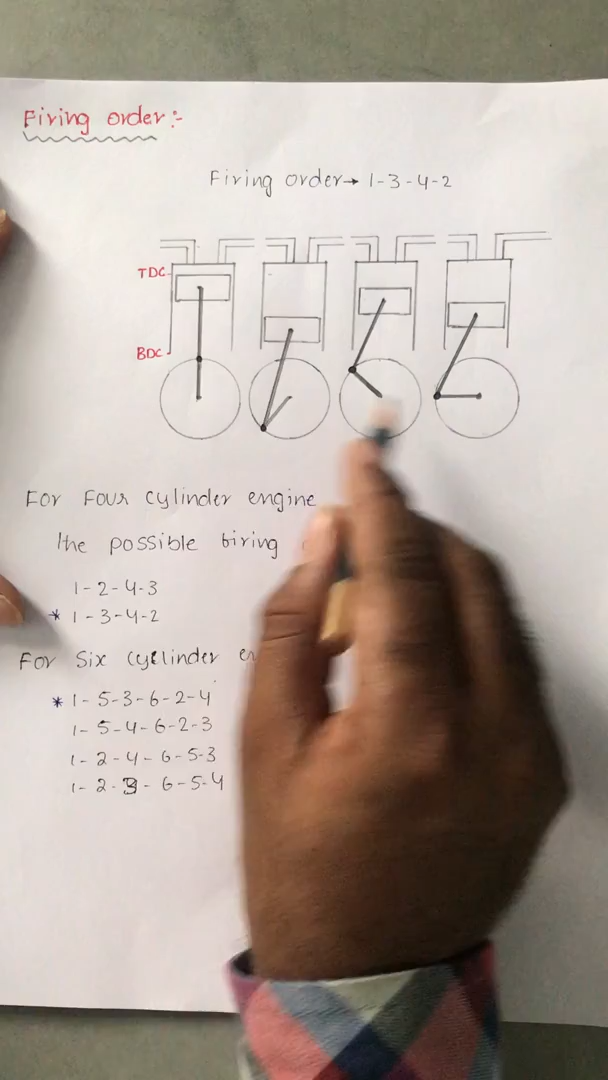 Firing order:-
Firing order→ 1-3-4-2
TDC
BDC
For Four cylinder engine
the possible biring
1-2-4-3
* 1-3-4-2
For Six cyclinder
* 1-5-3-6-2-4
1-5-4-6-2-3
1-2-4-6-5-3
1-2-3-6-5-4